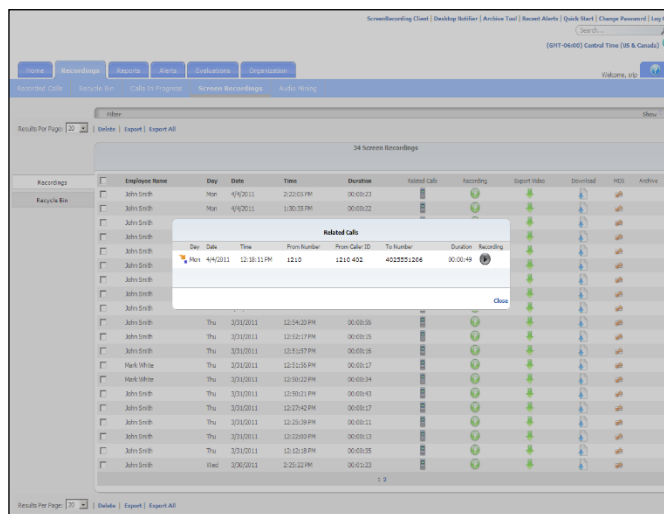 ScreenRecording Client | Desktop Notifier | Archive Tool | Recent Alerts | Quick Start | Change Password | Log
Search...
(GMT-06:00) Central Time (US & Canada)
Home Recordings Reports Alerts Evaluations Organization
Welcome,
Recorded Calls Recycle Bin Calls In Progress Screen Recordings Audio Mining
Filter Show
Results Per Page: 20 | Delete | Export | Export All
34 Screen Recordings
Recordings
Recycle Bin
Employee Name Day Date Time Duration Related Calls Recording Export Video Download MDS Archive
John Smith Mon 4/4/2011 2:22:03 PM 00:00:23
John Smith Mon 4/4/2011 1:30:35 PM 00:00:22
John Smith
John Smith
John Smith
John Smith
John Smith
John Smith
John Smith
Related Calls
Day Date Time From Number From Caller ID To Number Duration Recording
Mon 4/4/2011 12:18:11 PM 1210 1210 402 4025551206 00:00:49
Close
John Smith Thu 3/31/2011 12:54:20 PM 00:00:55
John Smith Thu 3/31/2011 12:52:17 PM 00:00:15
John Smith Thu 3/31/2011 12:51:57 PM 00:00:16
Mark White Thu 3/31/2011 12:51:36 PM 00:00:17
Mark White Thu 3/31/2011 12:50:22 PM 00:00:34
John Smith Thu 3/31/2011 12:50:21 PM 00:00:43
John Smith Thu 3/31/2011 12:27:42 PM 00:00:17
John Smith Thu 3/31/2011 12:25:39 PM 00:00:11
John Smith Thu 3/31/2011 12:22:00 PM 00:00:13
John Smith Thu 3/31/2011 12:12:18 PM 00:00:35
John Smith Wed 3/30/2011 2:25:22 PM 00:01:23
1 2
Results Per Page: 20 | Delete | Export | Export All